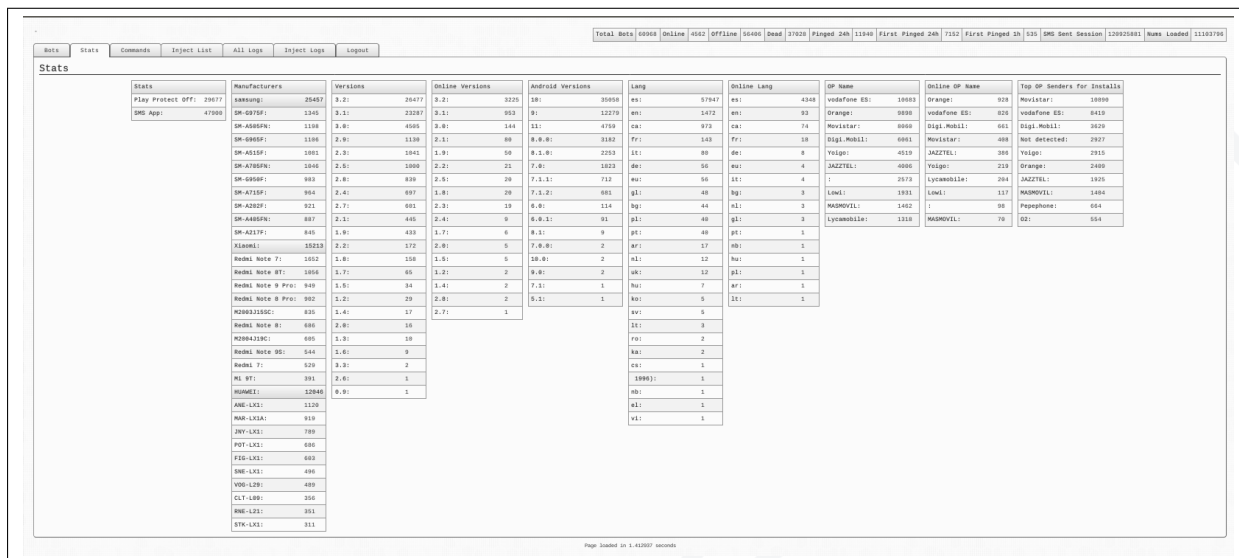 Total Bots 60968 Online 4562 Offline 56406 Dead 37020 Pinged 24h 11940 First Pinged 24h 7152 First Pinged 1h 535 SMS Sent Session 120925881 Nums Loaded 11103796
Bots Stats Commands Inject List All Logs Inject Logs Logout
Stats
Stats
Play Protect Off: 29677
SMS App: 47900
Manufacturers
samsung: 25457
SM-G975F: 1345
SM-A505FN: 1198
SM-G965F: 1106
SM-A515F: 1081
SM-A705FN: 1046
SM-G950F: 983
SM-A715F: 964
SM-A202F: 921
SM-A405FN: 887
SM-A217F: 845
Xiaomi: 15213
Redmi Note 7: 1652
Redmi Note 8T: 1056
Redmi Note 9 Pro: 949
Redmi Note 8 Pro: 902
M2003J15SC: 835
Redmi Note 8: 686
M2004J19C: 605
Redmi Note 9S: 544
Redmi 7: 529
Mi 9T: 391
HUAWEI: 12046
ANE-LX1: 1120
MAR-LX1A: 919
JNY-LX1: 789
POT-LX1: 686
FIG-LX1: 603
SNE-LX1: 496
VOG-L29: 489
CLT-L09: 356
RNE-L21: 351
STK-LX1: 311
Versions
3.2: 26477
3.1: 23287
3.0: 4505
2.9: 1130
2.3: 1041
2.5: 1000
2.8: 839
2.4: 697
2.7: 601
2.1: 445
1.9: 433
2.2: 172
1.8: 158
1.7: 65
1.5: 34
1.2: 29
1.4: 17
2.0: 16
1.3: 10
1.6: 9
3.3: 2
2.6: 1
0.9: 1
Online Versions
3.2: 3225
3.1: 953
3.0: 144
2.1: 80
1.9: 50
2.2: 21
2.5: 20
1.8: 20
2.3: 19
2.4: 9
1.7: 6
2.8: 5
1.5: 5
1.2: 2
1.4: 2
2.0: 2
2.7: 1
Android Versions
10: 35058
9: 12270
11: 4759
8.0.0: 3182
8.1.0: 2253
7.0: 1823
7.1.1: 712
7.1.2: 681
6.0: 114
6.0.1: 91
8.1: 9
7.0.0: 2
10.0: 2
9.0: 2
7.1: 1
5.1: 1
Lang
es: 57947
en: 1472
ca: 973
fr: 143
it: 80
de: 56
eu: 56
gl: 48
bg: 44
pl: 40
pt: 40
ar: 17
nl: 12
uk: 12
hu: 7
ko: 5
sv: 5
lt: 3
ro: 2
ka: 2
cs: 1
1996): 1
nb: 1
el: 1
vi: 1
Online Lang
es: 4348
en: 93
ca: 74
fr: 18
de: 8
eu: 4
it: 4
bg: 3
nl: 3
gl: 3
pt: 1
nb: 1
hu: 1
pl: 1
ar: 1
lt: 1
OP Name
vodafone ES: 10683
Orange: 9898
Movistar: 8060
Digi.Mobil: 6061
Yoigo: 4519
JAZZTEL: 4006
: 2573
Lowi: 1931
MASMOVIL: 1462
Lycamobile: 1310
Online OP Name
Orange: 928
vodafone ES: 826
Digi.Mobil: 661
Movistar: 408
JAZZTEL: 306
Yoigo: 219
Lycamobile: 204
Lowi: 117
: 98
MASMOVIL: 70
Top OP Senders for Installs
Movistar: 10890
vodafone ES: 8419
Digi.Mobil: 3629
Not detected: 2927
Yoigo: 2915
Orange: 2409
JAZZTEL: 1925
MASMOVIL: 1404
Pepephone: 664
O2: 554
Page loaded in 1.412597 seconds